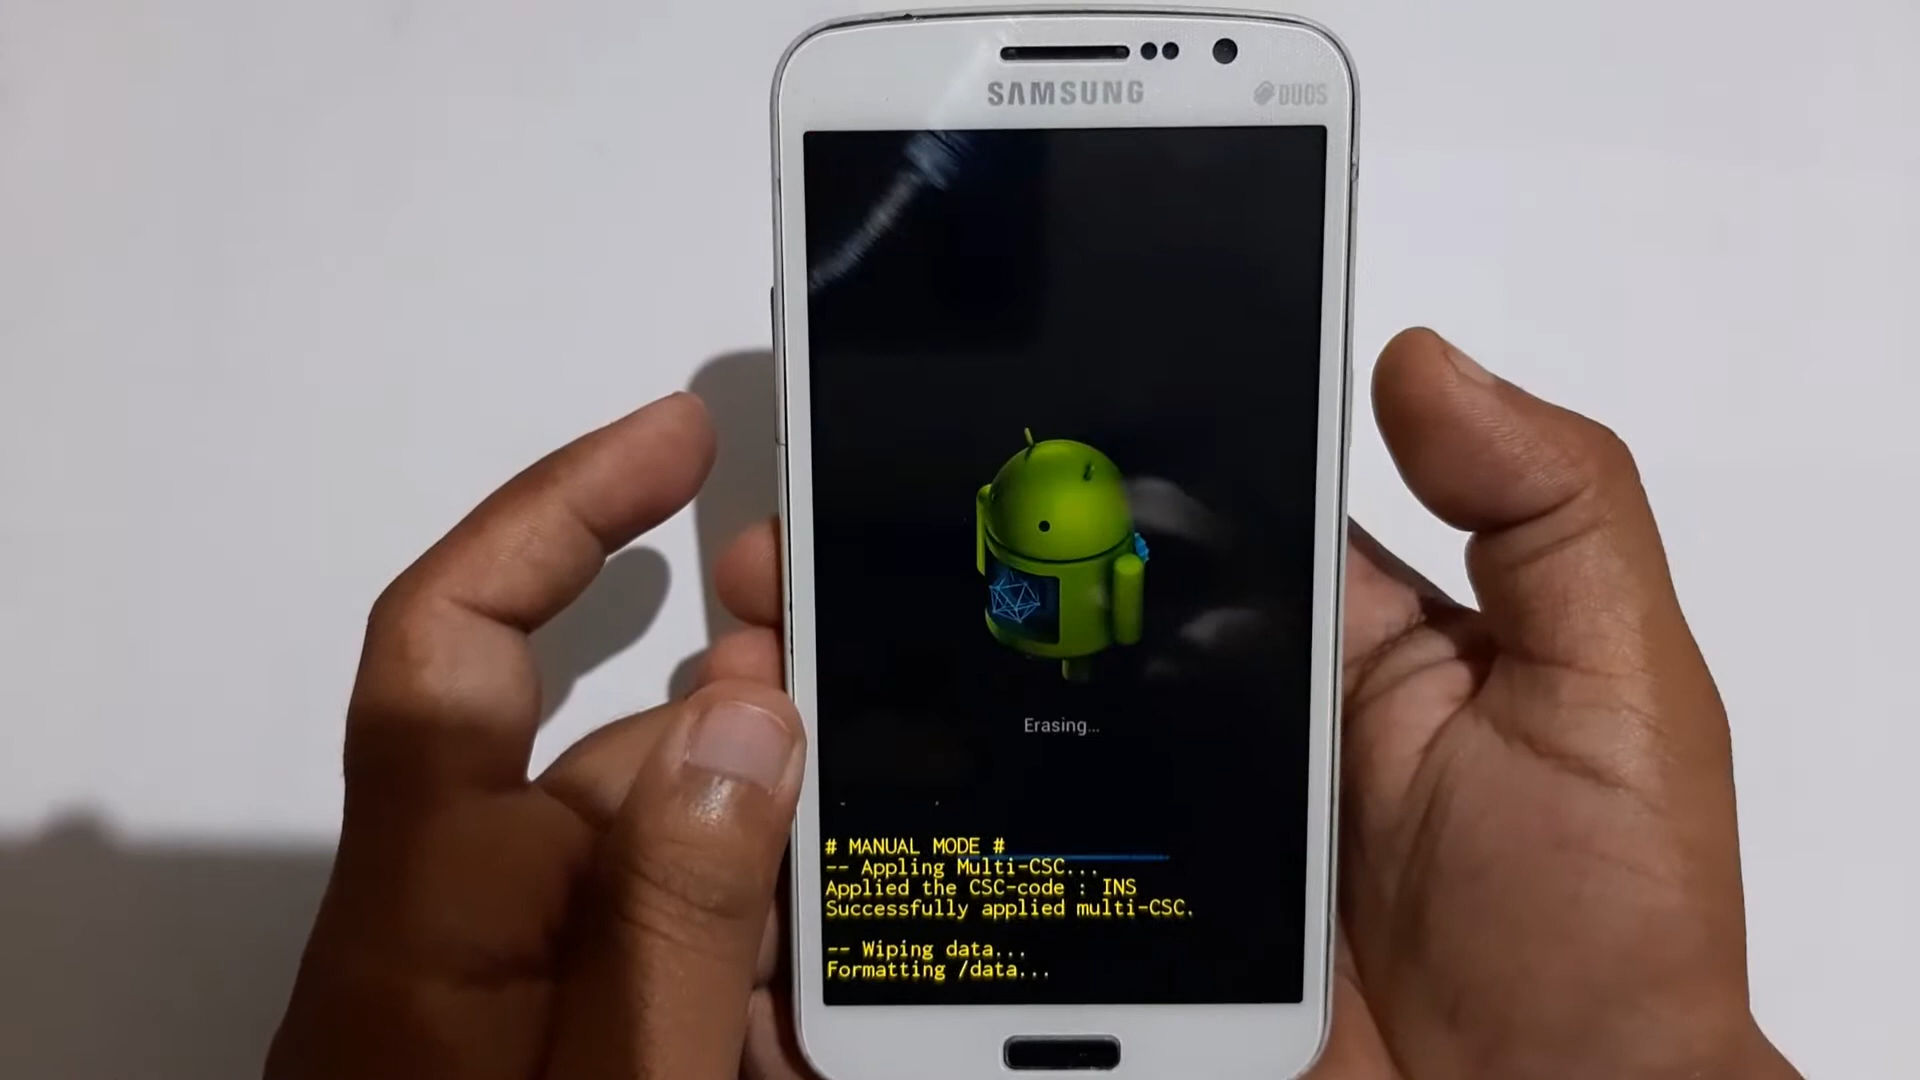 SAMSUNG
DUOS
Erasing...
# MANUAL MODE #
-- Appling Multi-CSC...
Applied the CSC-code : INS
Successfully applied multi-CSC.
-- Wiping data...
Formatting /data...